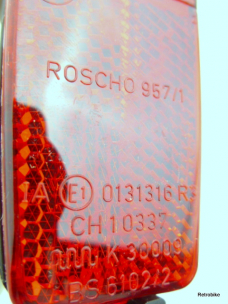 ROSCHO 957/1
IA E1 0131316 R
CH 10337
K 30009
BS 6102/2
Retrobike